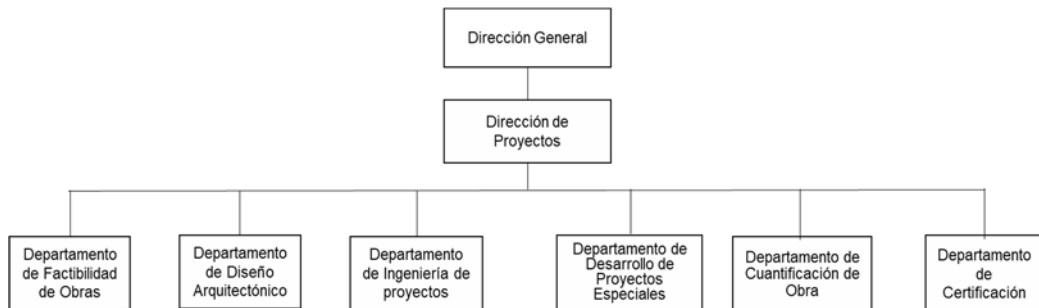 Dirección General
Dirección de
Proyectos
Departamento
de Factibilidad
de Obras
Departamento
de Diseño
Arquitectónico
Departamento
de Ingeniería de
proyectos
Departamento de
Desarrollo de
Proyectos
Especiales
Departamento de
Cuantificación de
Obra
Departamento
de
Certificación